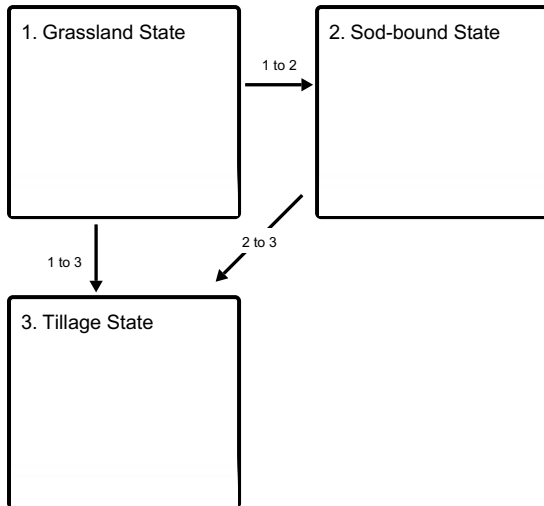 1. Grassland State
2. Sod-bound State
1 to 2
2 to 3
1 to 3
3. Tillage State